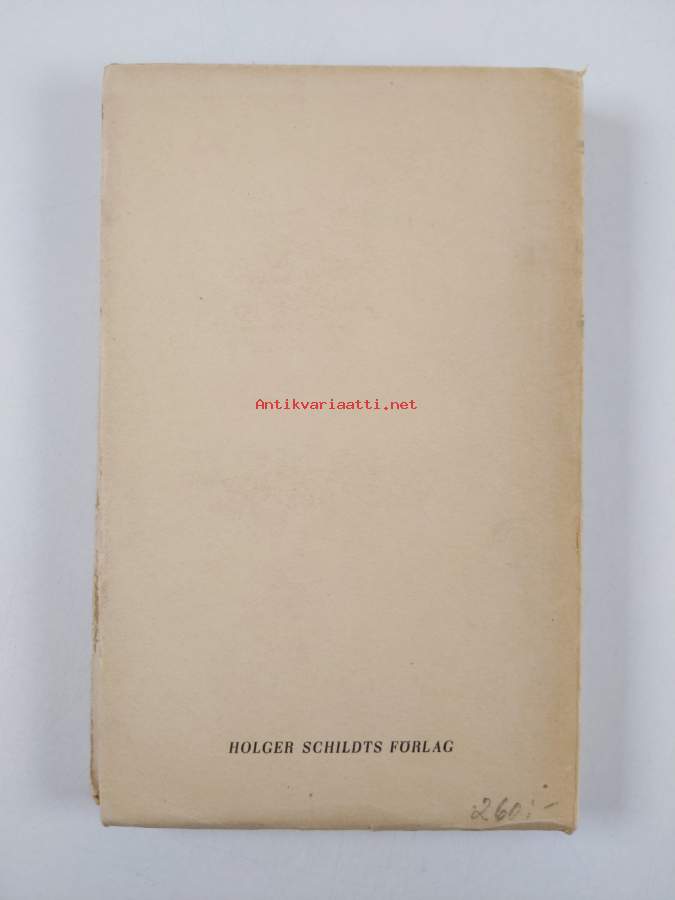 Antikvariaatti.net
HOLGER SCHILDTS FÖRLAG
260:-